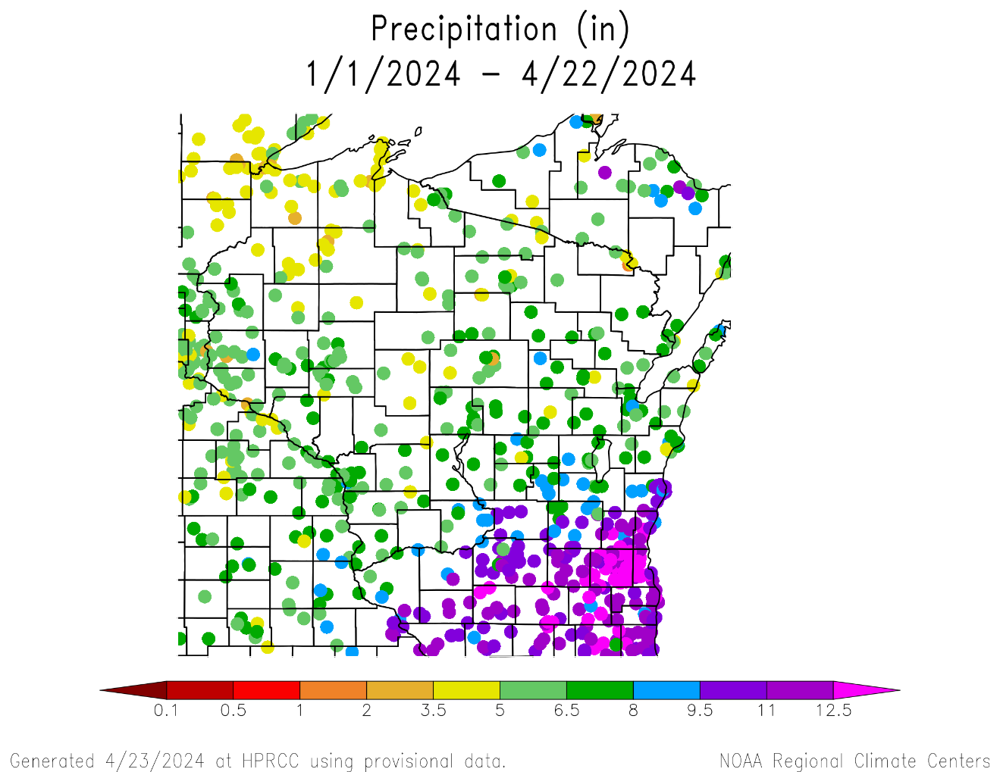 Precipitation (in)
1/1/2024 – 4/22/2024
0.1 0.5 1 2 3.5 5 6.5 8 9.5 11 12.5
Generated 4/23/2024 at HPRCC using provisional data. NOAA Regional Climate Centers